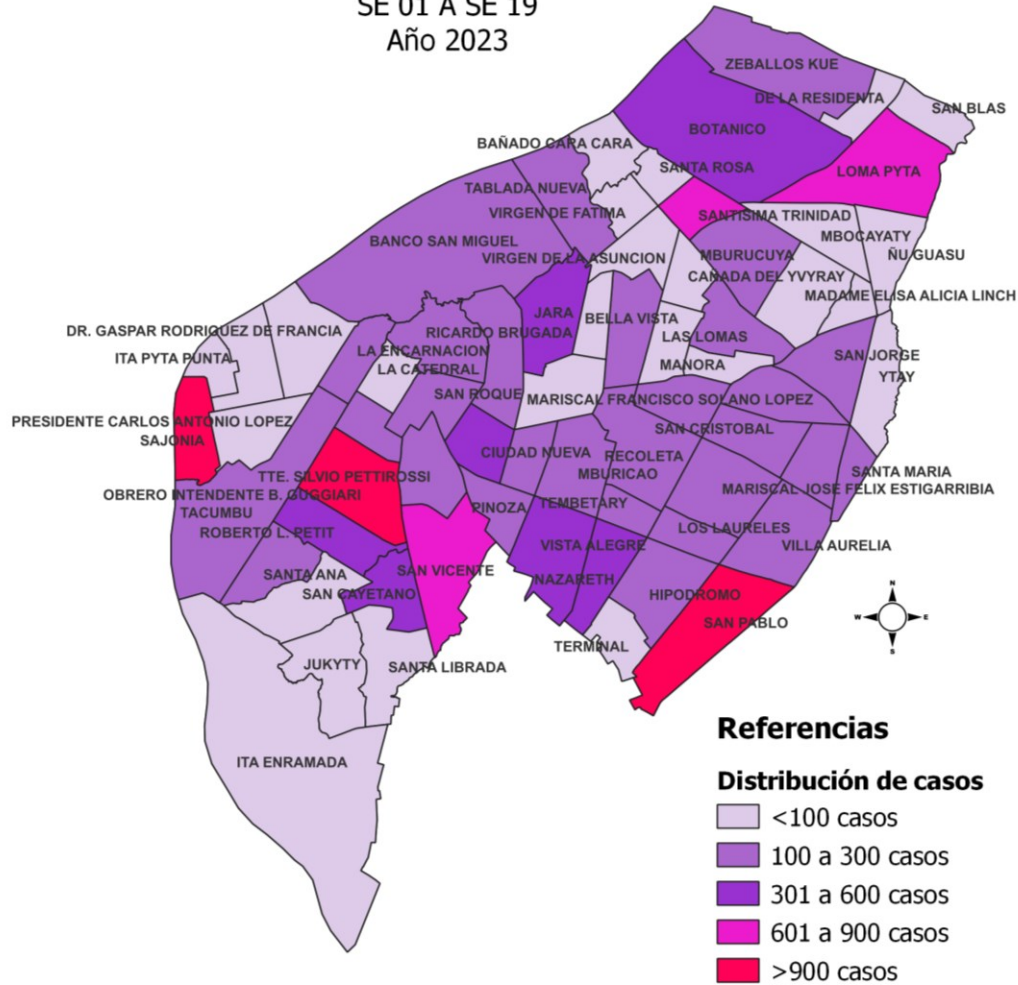 SE 01 A SE 19
Año 2023
ZEBALLOS KUE
DE LA RESIDENTA
SAN BLAS
BOTANICO
BAÑADO CARA CARA
SANTA ROSA
LOMA PYTA
TABLADA NUEVA
VIRGEN DE FATIMA
SANTISIMA TRINIDAD
MBOCAYATY
BANCO SAN MIGUEL
VIRGEN DE LA ASUNCION
MBURUCUYA
ÑU GUASU
CAÑADA DEL YVYRAY
MADAME ELISA ALICIA LINCH
JARA
BELLA VISTA
DR. GASPAR RODRIQUEZ DE FRANCIA
RICARDO BRUGADA
LAS LOMAS
ITA PYTA PUNTA
LA ENCARNACION
LA CATEDRAL
MANORA
SAN JORGE
YTAY
SAN ROQUE
MARISCAL FRANCISCO SOLANO LOPEZ
PRESIDENTE CARLOS ANTONIO LOPEZ
SAJONIA
SAN CRISTOBAL
CIUDAD NUEVA
RECOLETA
MBURICAO
SANTA MARIA
TTE. SILVIO PETTIROSSI
MARISCAL JOSE FELIX ESTIGARRIBIA
OBRERO INTENDENTE B. GUGGIARI
TACUMBU
PINOZA
TEMBETARY
ROBERTO L. PETIT
LOS LAURELES
VISTA ALEGRE
VILLA AURELIA
SANTA ANA
SAN VICENTE
NAZARETH
SAN CAYETANO
HIPODROMO
SAN PABLO
TERMINAL
JUKYTY
SANTA LIBRADA
ITA ENRAMADA
N
W
E
S
Referencias
Distribución de casos
<100 casos
100 a 300 casos
301 a 600 casos
601 a 900 casos
>900 casos